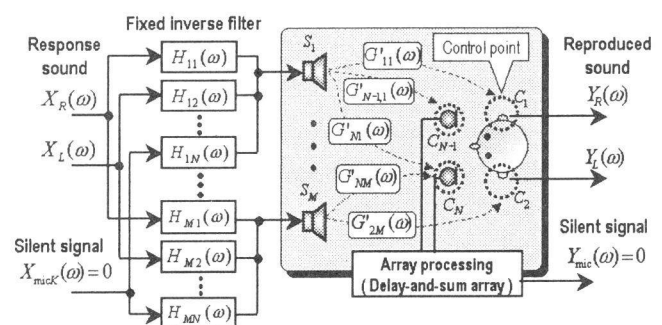 Fixed inverse filter
Response sound
X_R(ω)
X_L(ω)
Silent signal
X_micK(ω)=0
H_11(ω)
H_12(ω)
H_1N(ω)
H_M1(ω)
H_M2(ω)
H_MN(ω)
S_1
S_M
G'_11(ω)
G'_N-1,1(ω)
G'_N1(ω)
G'_NM(ω)
G'_2M(ω)
Control point
C_1
C_N-1
C_N
C_2
Array processing
( Delay-and-sum array )
Reproduced sound
Y_R(ω)
Y_L(ω)
Silent signal
Y_mic(ω)=0